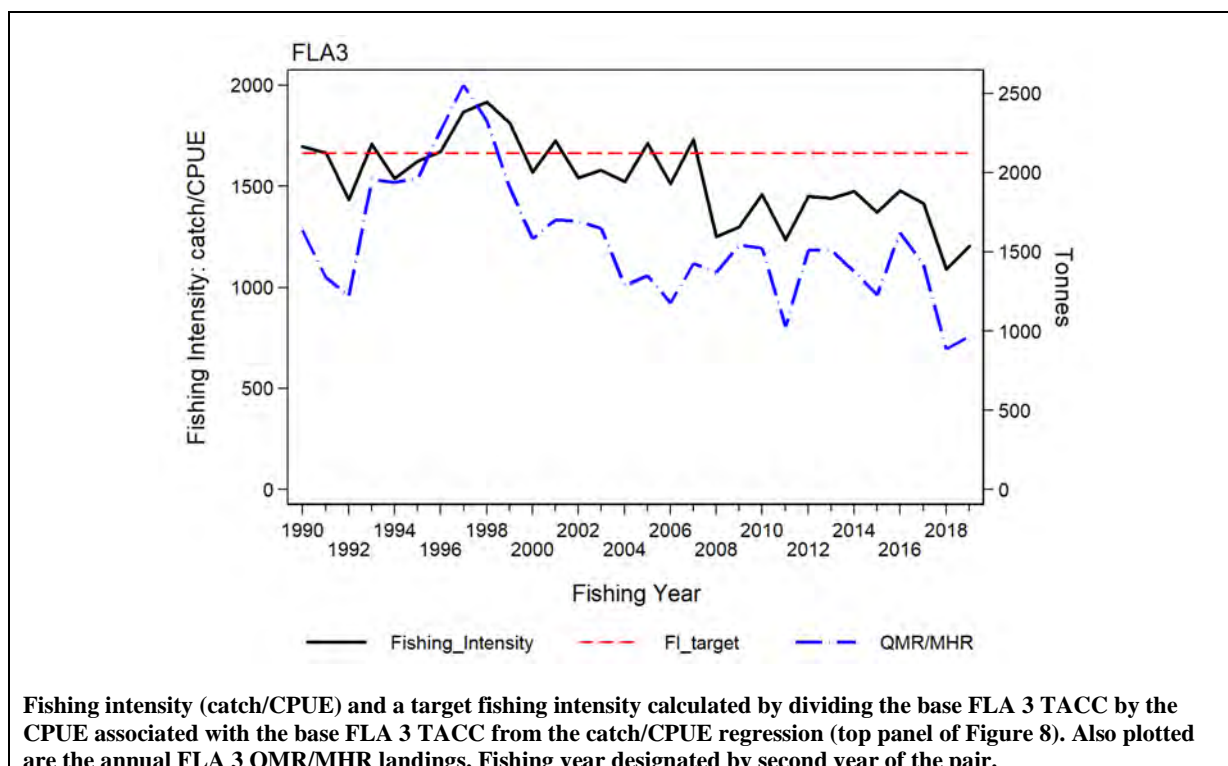 FLA3
2000
1500
1000
500
0
Fishing Intensity: catch/CPUE
2500
2000
1500
1000
500
0
Tonnes
1990 1994 1998 2002 2006 2010 2014 2018
1992 1996 2000 2004 2008 2012 2016
Fishing Year
Fishing_Intensity FI_target QMR/MHR
Fishing intensity (catch/CPUE) and a target fishing intensity calculated by dividing the base FLA 3 TACC by the
CPUE associated with the base FLA 3 TACC from the catch/CPUE regression (top panel of Figure 8). Also plotted
are the annual FLA 3 QMR/MHR landings. Fishing year designated by second year of the pair.